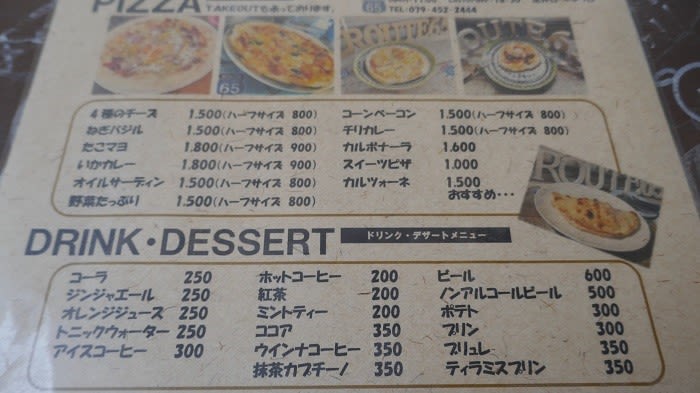 PIZZA TAKEOUTも承っております。
TEL 079-452-2444
65
ROUTE65
65
４種のチーズ 1.500(ハーフサイズ 800)
ねぎバジル 1.500(ハーフサイズ 800)
たこマヨ 1.800(ハーフサイズ 900)
いかカレー 1.800(ハーフサイズ 900)
オイルサーディン 1.500(ハーフサイズ 800)
野菜たっぷり 1.500(ハーフサイズ 800)
コーンベーコン 1.500(ハーフサイズ 800)
チリカレー 1.500(ハーフサイズ 800)
カルボナーラ 1.600
スイーツピザ 1.000
カルツォーネ 1.500
おすすめ・・・
DRINK・DESSERT ドリンク・デザートメニュー
コーラ 250
ジンジャエール 250
オレンジジュース 250
トニックウォーター 250
アイスコーヒー 300
ホットコーヒー 200
紅茶 200
ミントティー 200
ココア 350
ウインナコーヒー 350
抹茶カプチーノ 350
ビール 600
ノンアルコールビール 500
ポテト 300
プリン 300
ブリュレ 350
ティラミスプリン 350